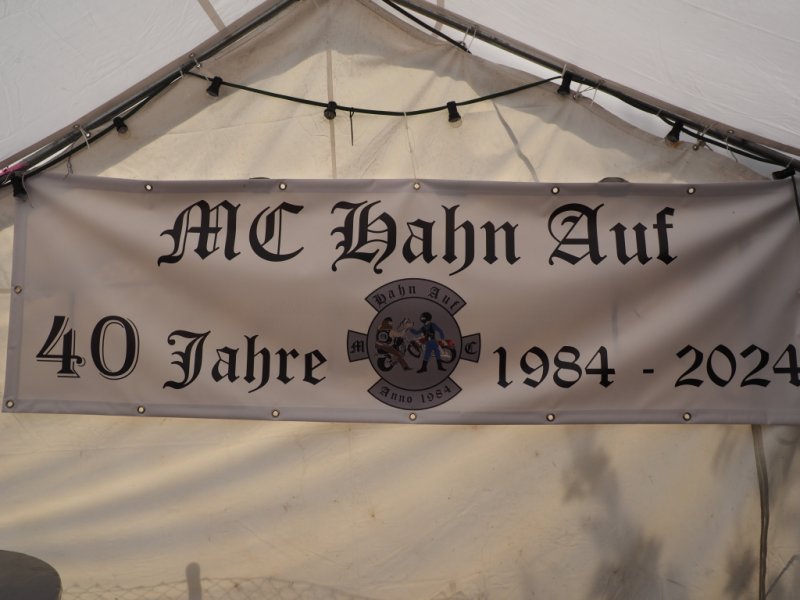 MC Hahn Auf
40 Jahre
Hahn Auf
M C
Anno 1984
1984 - 2024